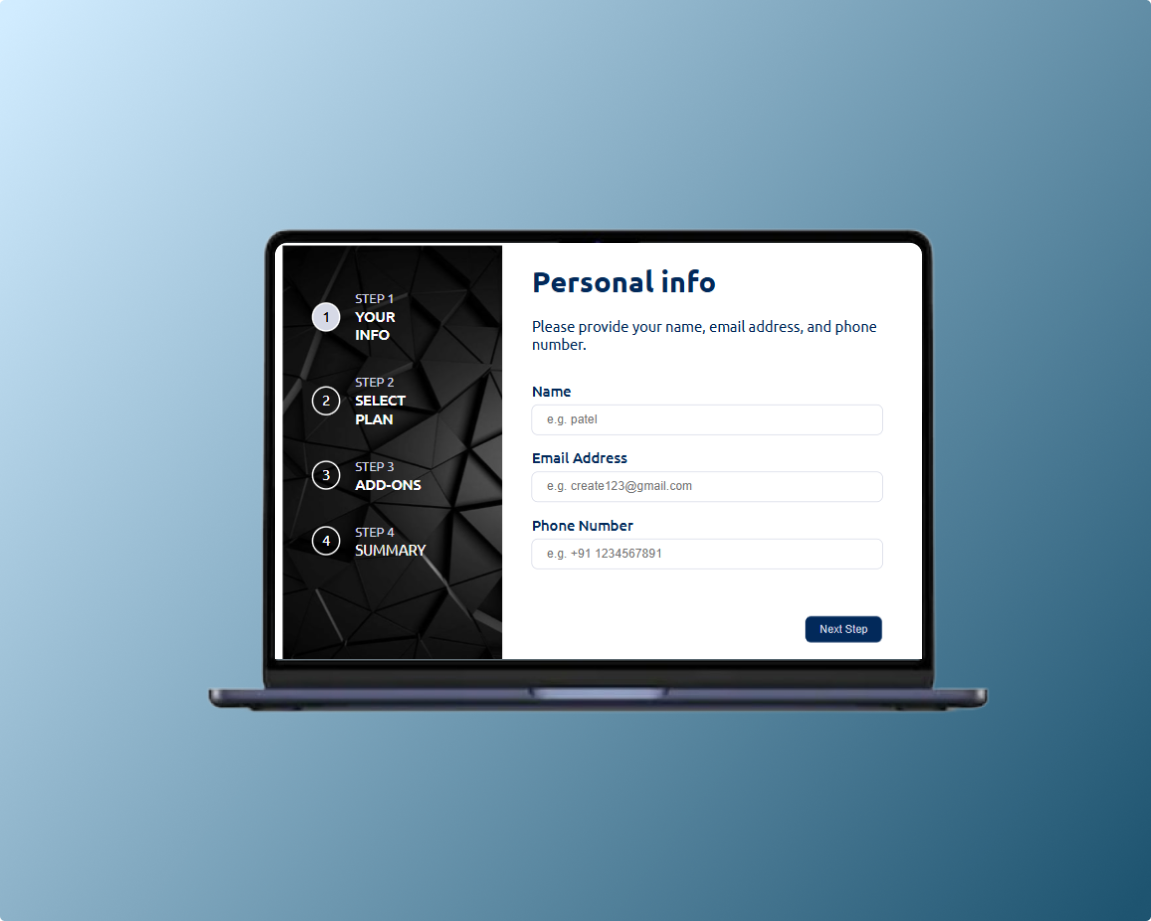 1
STEP 1
YOUR
INFO
2
STEP 2
SELECT
PLAN
3
STEP 3
ADD-ONS
4
STEP 4
SUMMARY
Personal info
Please provide your name, email address, and phone
number.
Name
e.g. patel
Email Address
e.g. create123@gmail.com
Phone Number
e.g. +91 1234567891
Next Step